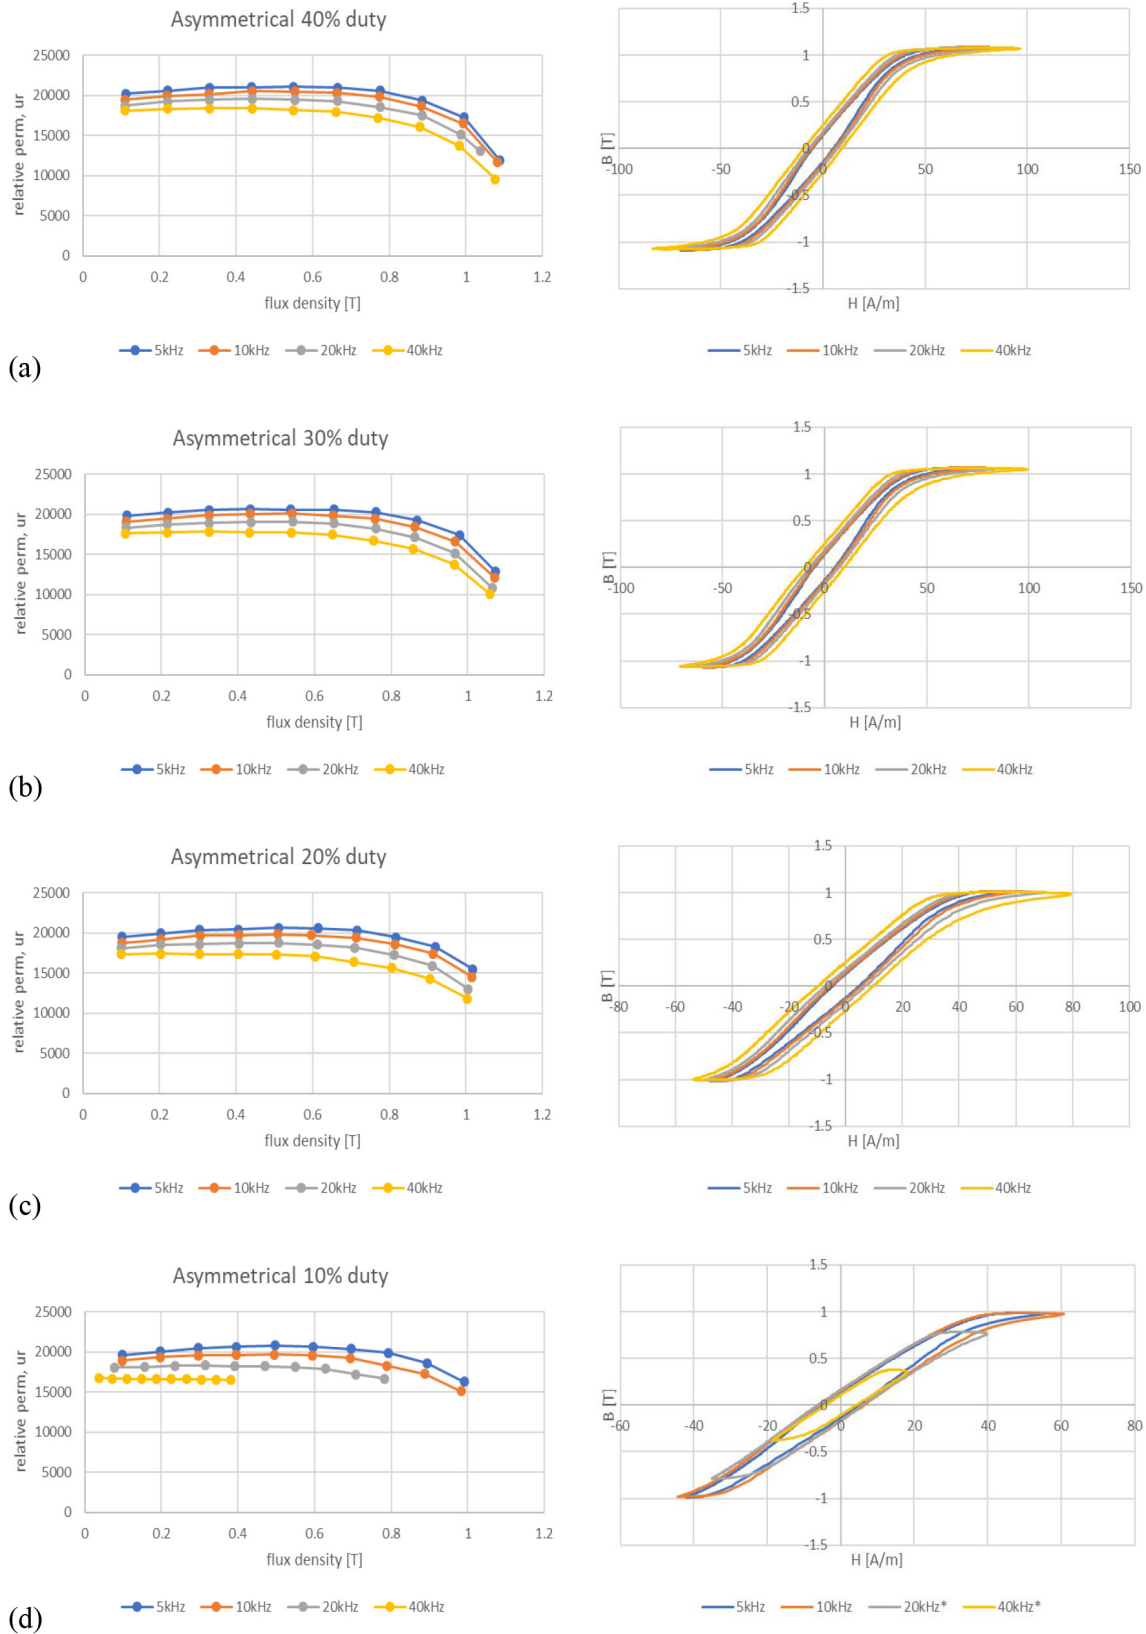 Asymmetrical 40% duty
relative perm, ur
25000
20000
15000
10000
5000
0
0 0.2 0.4 0.6 0.8 1 1.2
flux density [T]
5kHz 10kHz 20kHz 40kHz
B [T]
1.5
1
0.5
0
-0.5
-1
-1.5
-100 -50 0 50 100 150
H [A/m]
5kHz 10kHz 20kHz 40kHz
(a)
Asymmetrical 30% duty
relative perm, ur
25000
20000
15000
10000
5000
0
0 0.2 0.4 0.6 0.8 1 1.2
flux density [T]
5kHz 10kHz 20kHz 40kHz
B [T]
1.5
1
0.5
0
-0.5
-1
-1.5
-100 -50 0 50 100 150
H [A/m]
5kHz 10kHz 20kHz 40kHz
(b)
Asymmetrical 20% duty
relative perm, ur
25000
20000
15000
10000
5000
0
0 0.2 0.4 0.6 0.8 1 1.2
flux density [T]
5kHz 10kHz 20kHz 40kHz
B [T]
1.5
1
0.5
0
-0.5
-1
-1.5
-80 -60 -40 -20 0 20 40 60 80 100
H [A/m]
5kHz 10kHz 20kHz 40kHz
(c)
Asymmetrical 10% duty
relative perm, ur
25000
20000
15000
10000
5000
0
0 0.2 0.4 0.6 0.8 1 1.2
flux density [T]
5kHz 10kHz 20kHz 40kHz
B [T]
1.5
1
0.5
0
-0.5
-1
-1.5
-60 -40 -20 0 20 40 60 80
H [A/m]
5kHz 10kHz 20kHz* 40kHz*
(d)